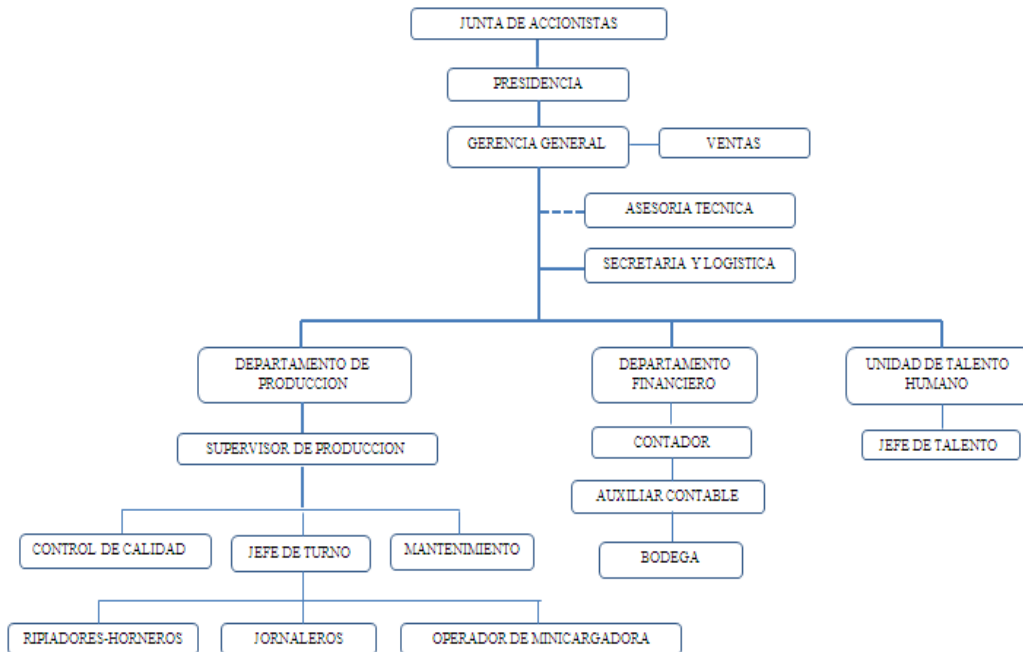 JUNTA DE ACCIONISTAS
PRESIDENCIA
GERENCIA GENERAL
VENTAS
ASESORIA TECNICA
SECRETARIA Y LOGISTICA
DEPARTAMENTO DE
PRODUCCION
DEPARTAMENTO
FINANCIERO
UNIDAD DE TALENTO
HUMANO
SUPERVISOR DE PRODUCCION
CONTADOR
JEFE DE TALENTO
AUXILIAR CONTABLE
CONTROL DE CALIDAD
JEFE DE TURNO
MANTENIMIENTO
BODEGA
RIPIADORES-HORNEROS
JORNALEROS
OPERADOR DE MINICARGADORA